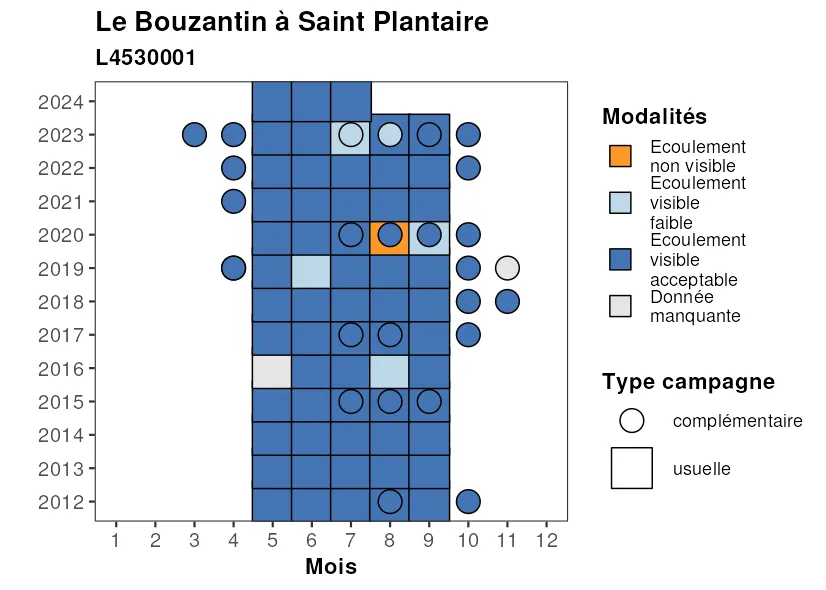 Le Bouzantin à Saint Plantaire
L4530001
2024
2023
2022
2021
2020
2019
2018
2017
2016
2015
2014
2013
2012
1 2 3 4 5 6 7 8 9 10 11 12
Mois
Modalités
Ecoulement
non visible
Ecoulement
visible
faible
Ecoulement
visible
acceptable
Donnée
manquante
Type campagne
complémentaire
usuelle